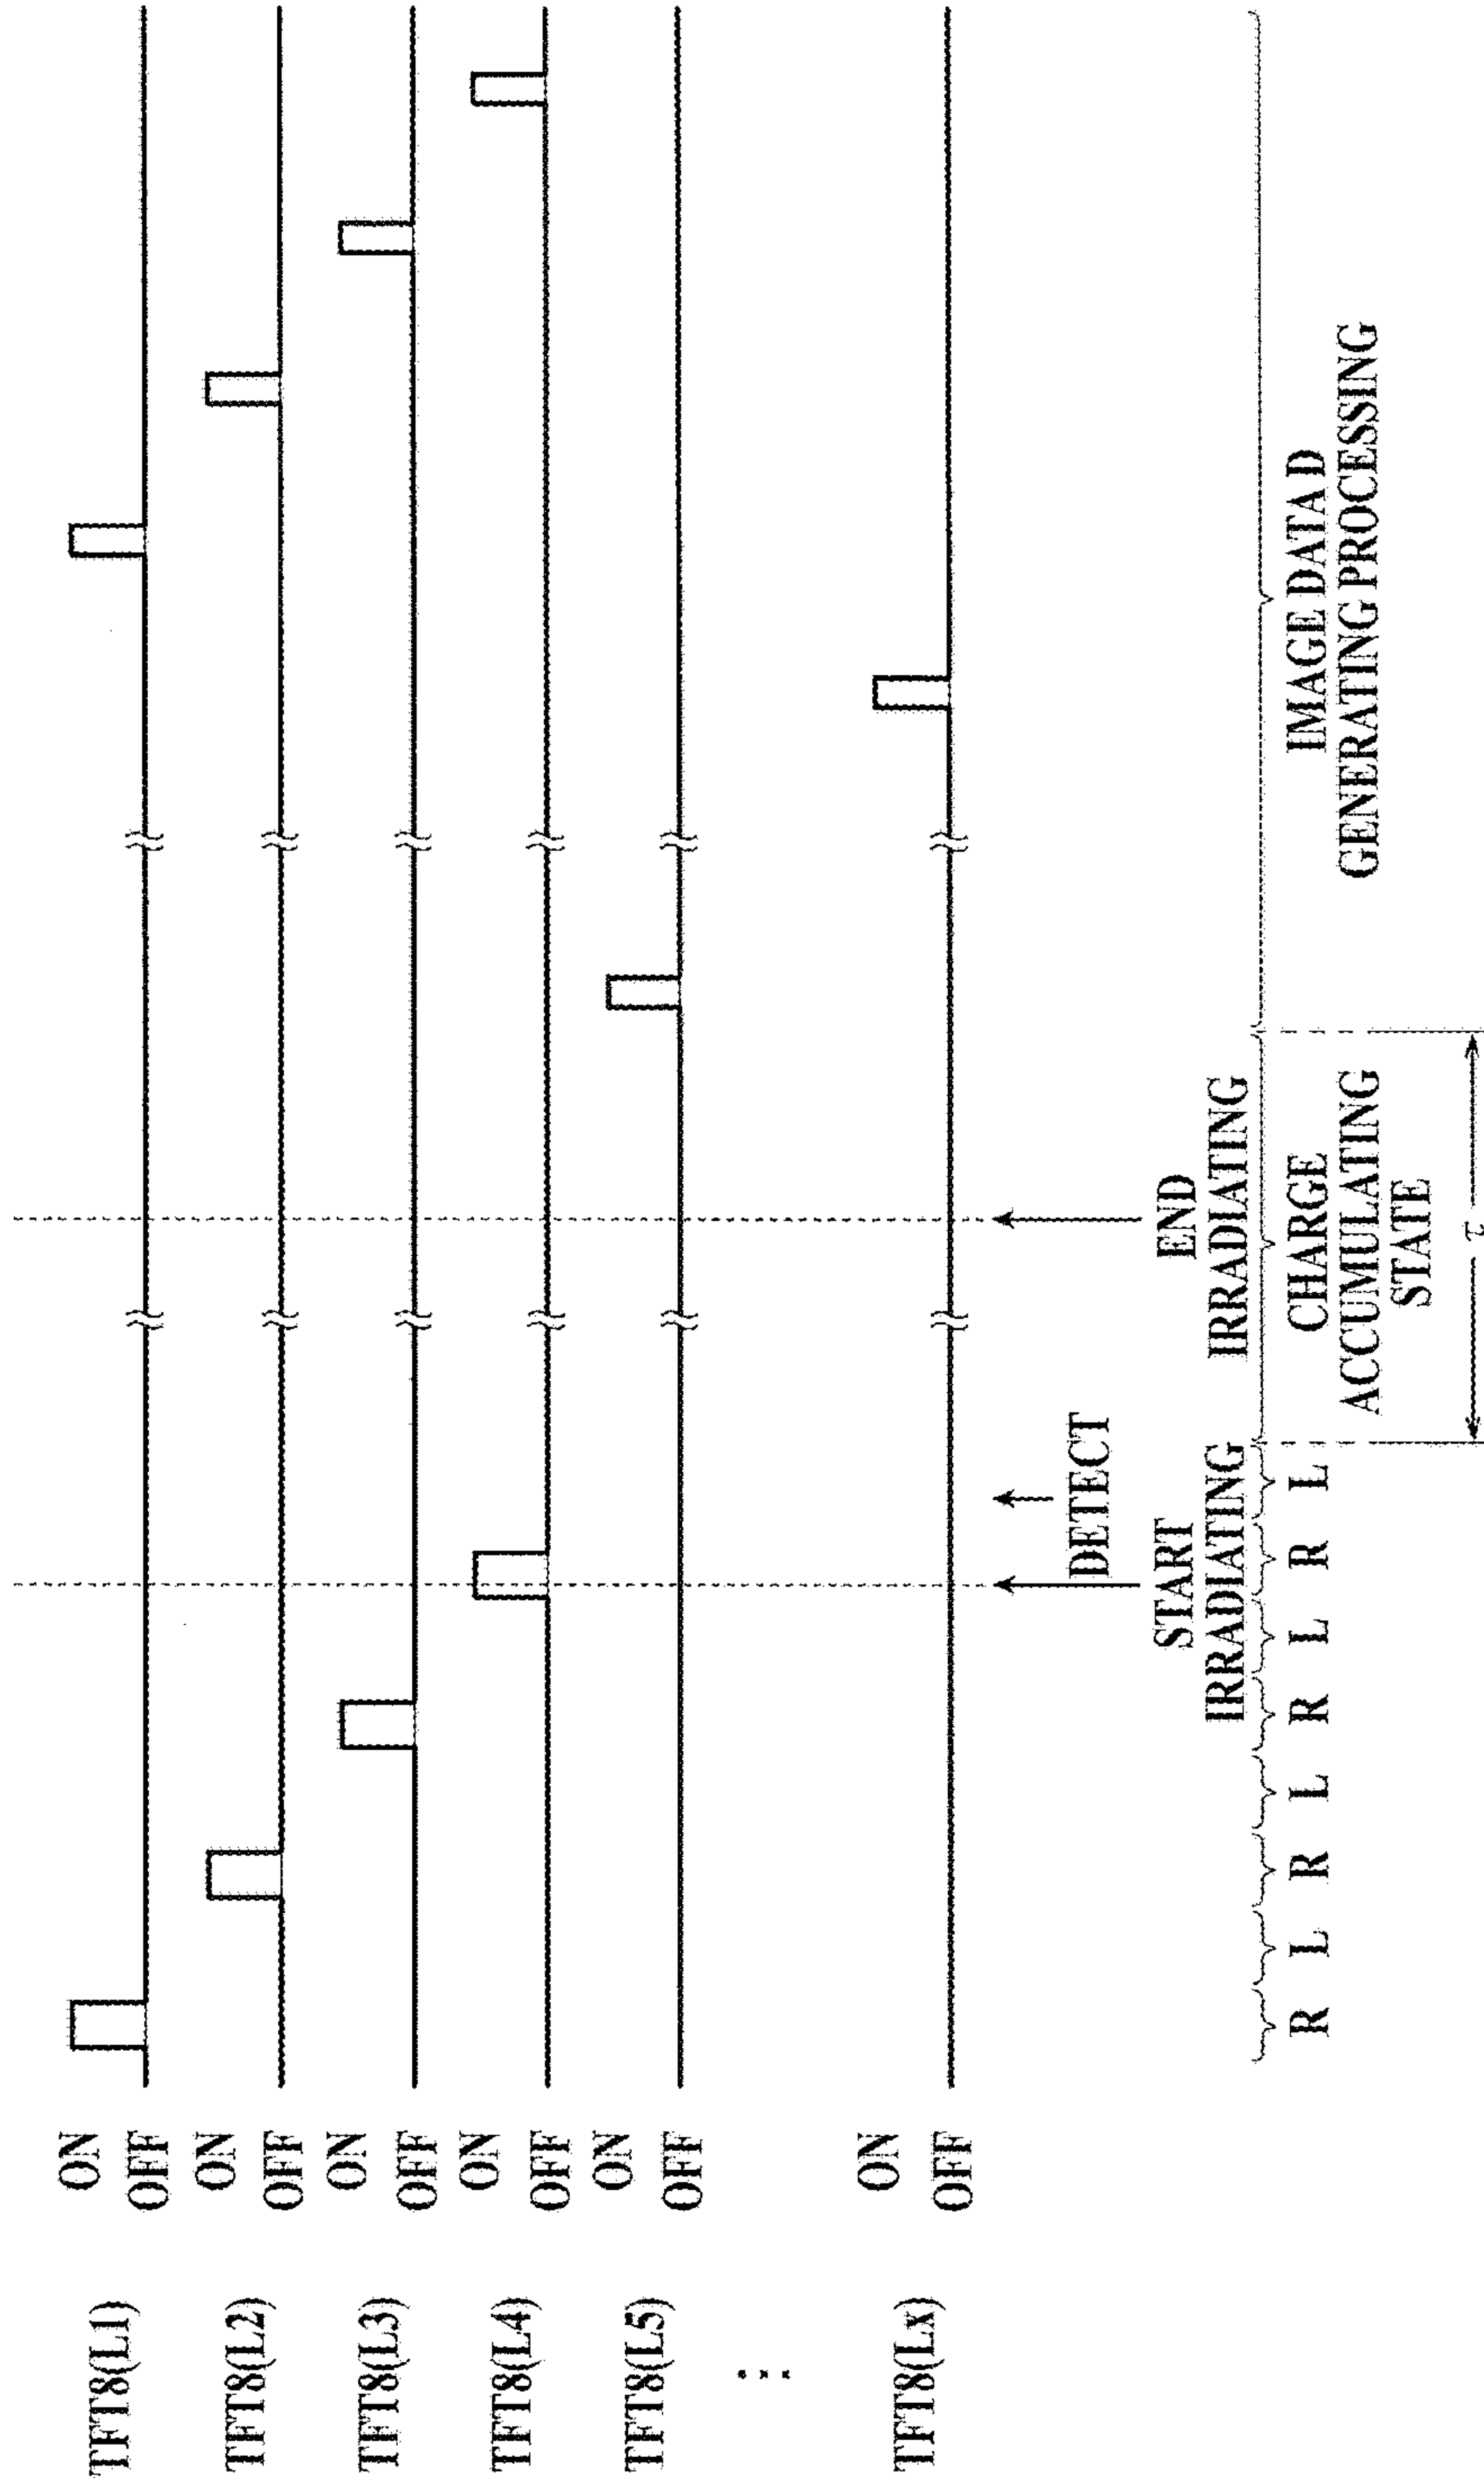 TFT8(L1)
ON
OFF
TFT8(L2)
ON
OFF
TFT8(L3)
ON
OFF
TFT8(L4)
ON
OFF
TFT8(L5)
ON
OFF
...
TFT8(Lx)
ON
OFF
DETECT
START
IRRADIATING
END
IRRADIATING
R L R L R L R L
CHARGE
ACCUMULATING
STATE
IMAGE DATA D
GENERATING PROCESSING
τ